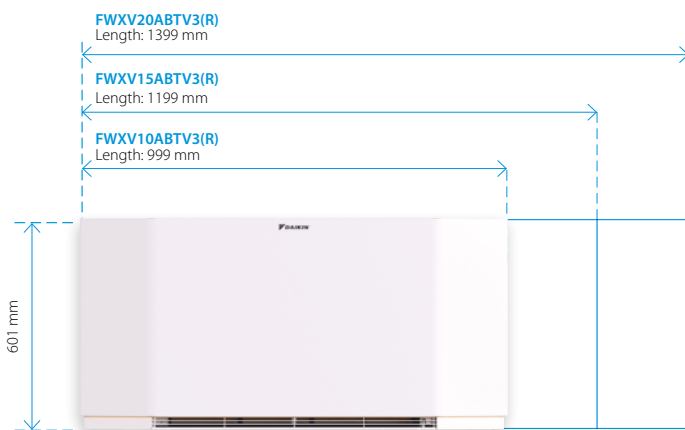 FWXV20ABTV3(R)
Length: 1399 mm
FWXV15ABTV3(R)
Length: 1199 mm
FWXV10ABTV3(R)
Length: 999 mm
DAIKIN
601 mm